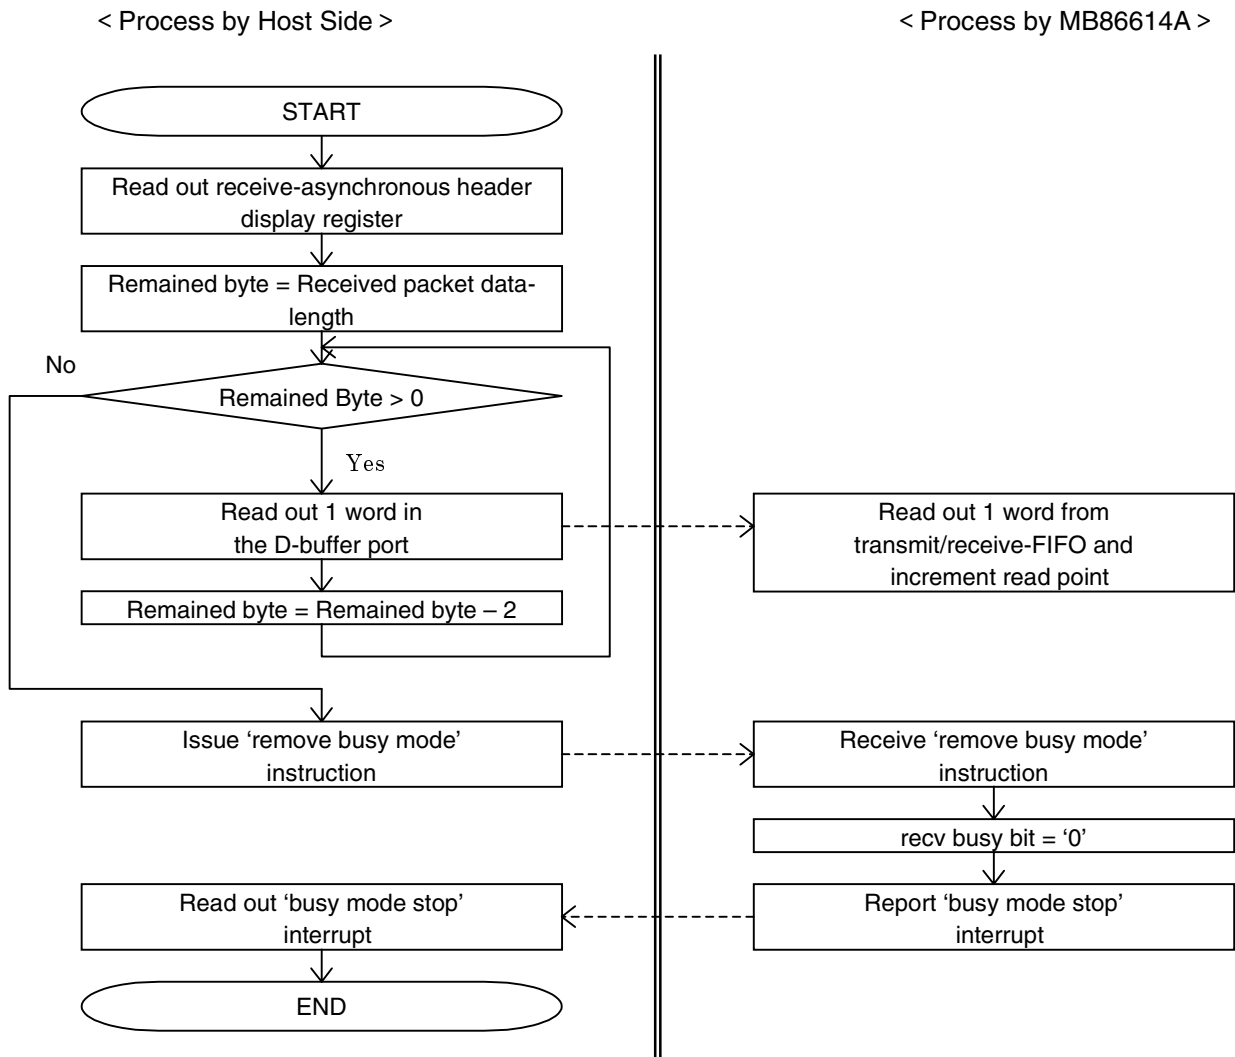 < Process by Host Side >
< Process by MB86614A >
START
Read out receive-asynchronous header
display register
Remained byte = Received packet data-
length
No
Remained Byte > 0
Yes
Read out 1 word in
the D-buffer port
Read out 1 word from
transmit/receive-FIFO and
increment read point
Remained byte = Remained byte – 2
Issue ‘remove busy mode’
instruction
Receive ‘remove busy mode’
instruction
recv busy bit = ‘0’
Read out ‘busy mode stop’
interrupt
Report ‘busy mode stop’
interrupt
END